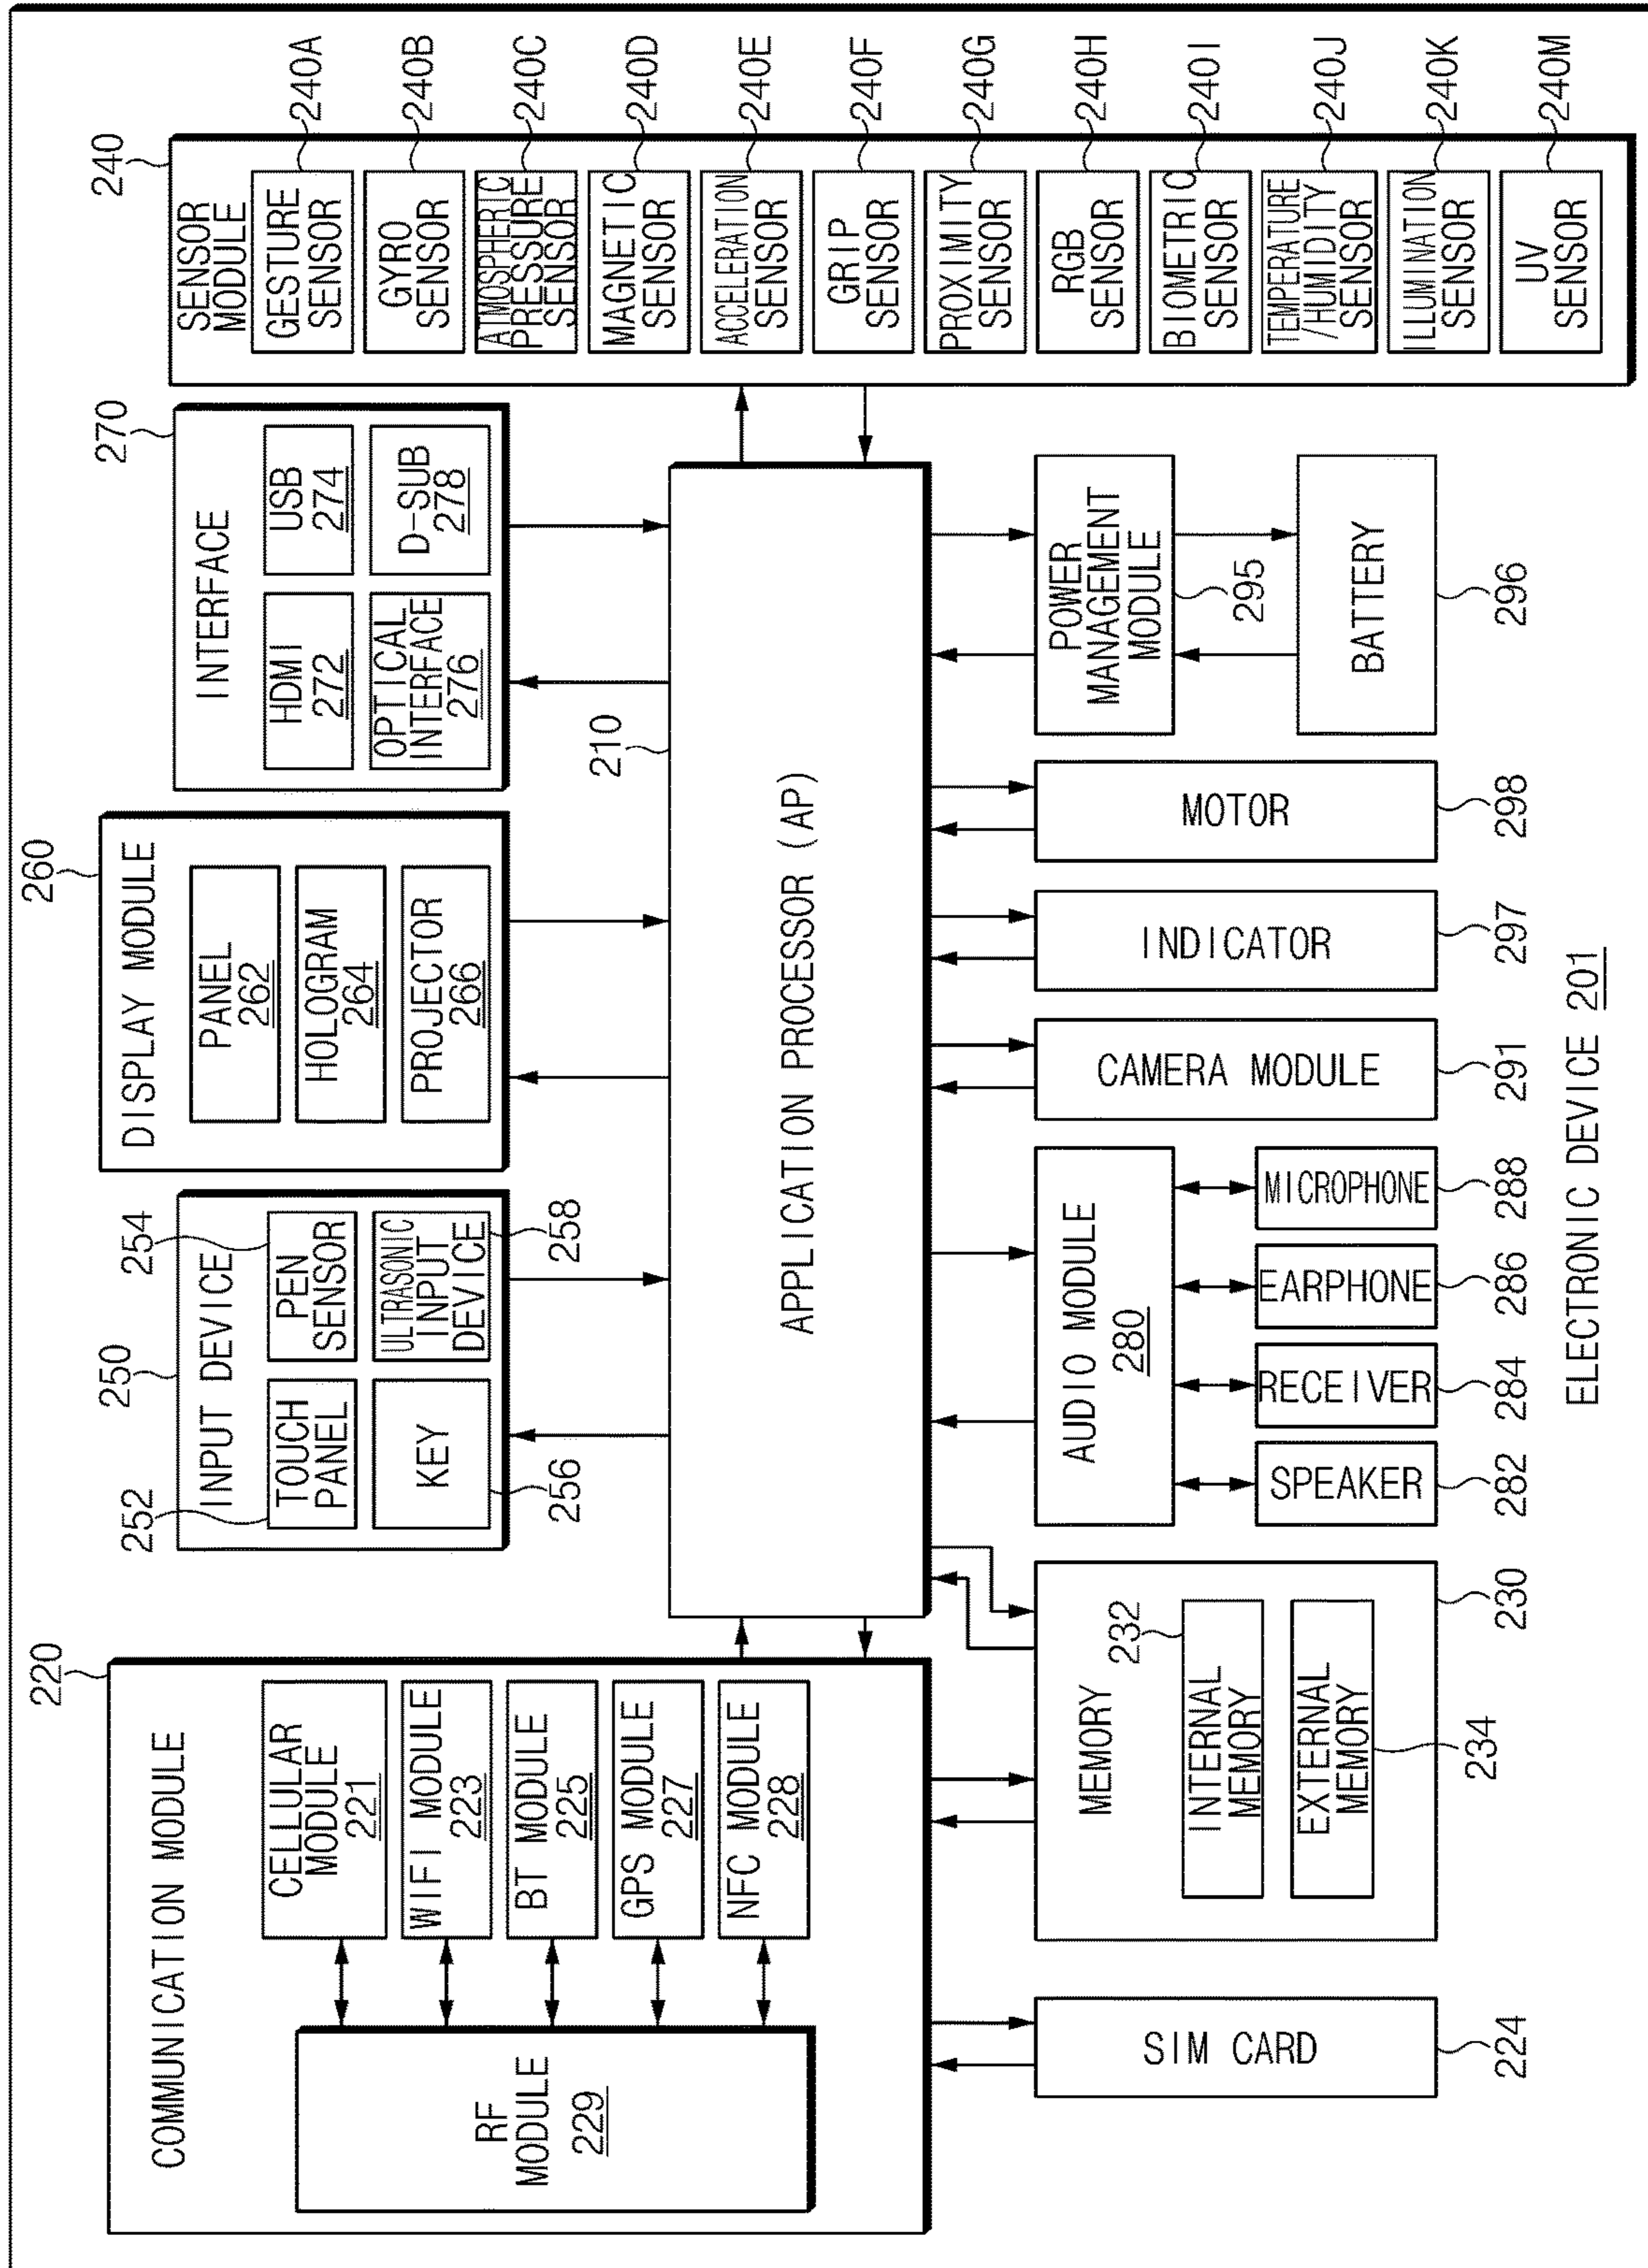 220
COMMUNICATION MODULE
CELLULAR
MODULE
221
WIFI MODULE
223
BT MODULE
225
GPS MODULE
227
NFC MODULE
228
RF
MODULE
229
250
INPUT DEVICE
252
TOUCH
PANEL
254
PEN
SENSOR
KEY
256
ULTRASONIC
INPUT
DEVICE
258
260
DISPLAY MODULE
PANEL
262
HOLOGRAM
264
PROJECTOR
266
270
INTERFACE
HDMI
272
USB
274
OPTICAL
INTERFACE
276
D-SUB
278
240
SENSOR
MODULE
GESTURE
SENSOR
240A
GYRO
SENSOR
240B
ATMOSPHERIC
PRESSURE
SENSOR
240C
MAGNETIC
SENSOR
240D
ACCELERATION
SENSOR
240E
GRIP
SENSOR
240F
PROXIMITY
SENSOR
240G
RGB
SENSOR
240H
BIOMETRIC
SENSOR
240I
TEMPERATURE
/HUMIDITY
SENSOR
240J
ILLUMINATION
SENSOR
240K
UV
SENSOR
240M
210
APPLICATION PROCESSOR (AP)
SIM CARD
224
MEMORY
232
INTERNAL
MEMORY
EXTERNAL
MEMORY
234
230
AUDIO MODULE
280
SPEAKER
282
RECEIVER
284
EARPHONE
286
MICROPHONE
288
CAMERA MODULE
291
INDICATOR
297
MOTOR
298
POWER
MANAGEMENT
MODULE
295
BATTERY
296
ELECTRONIC DEVICE 201